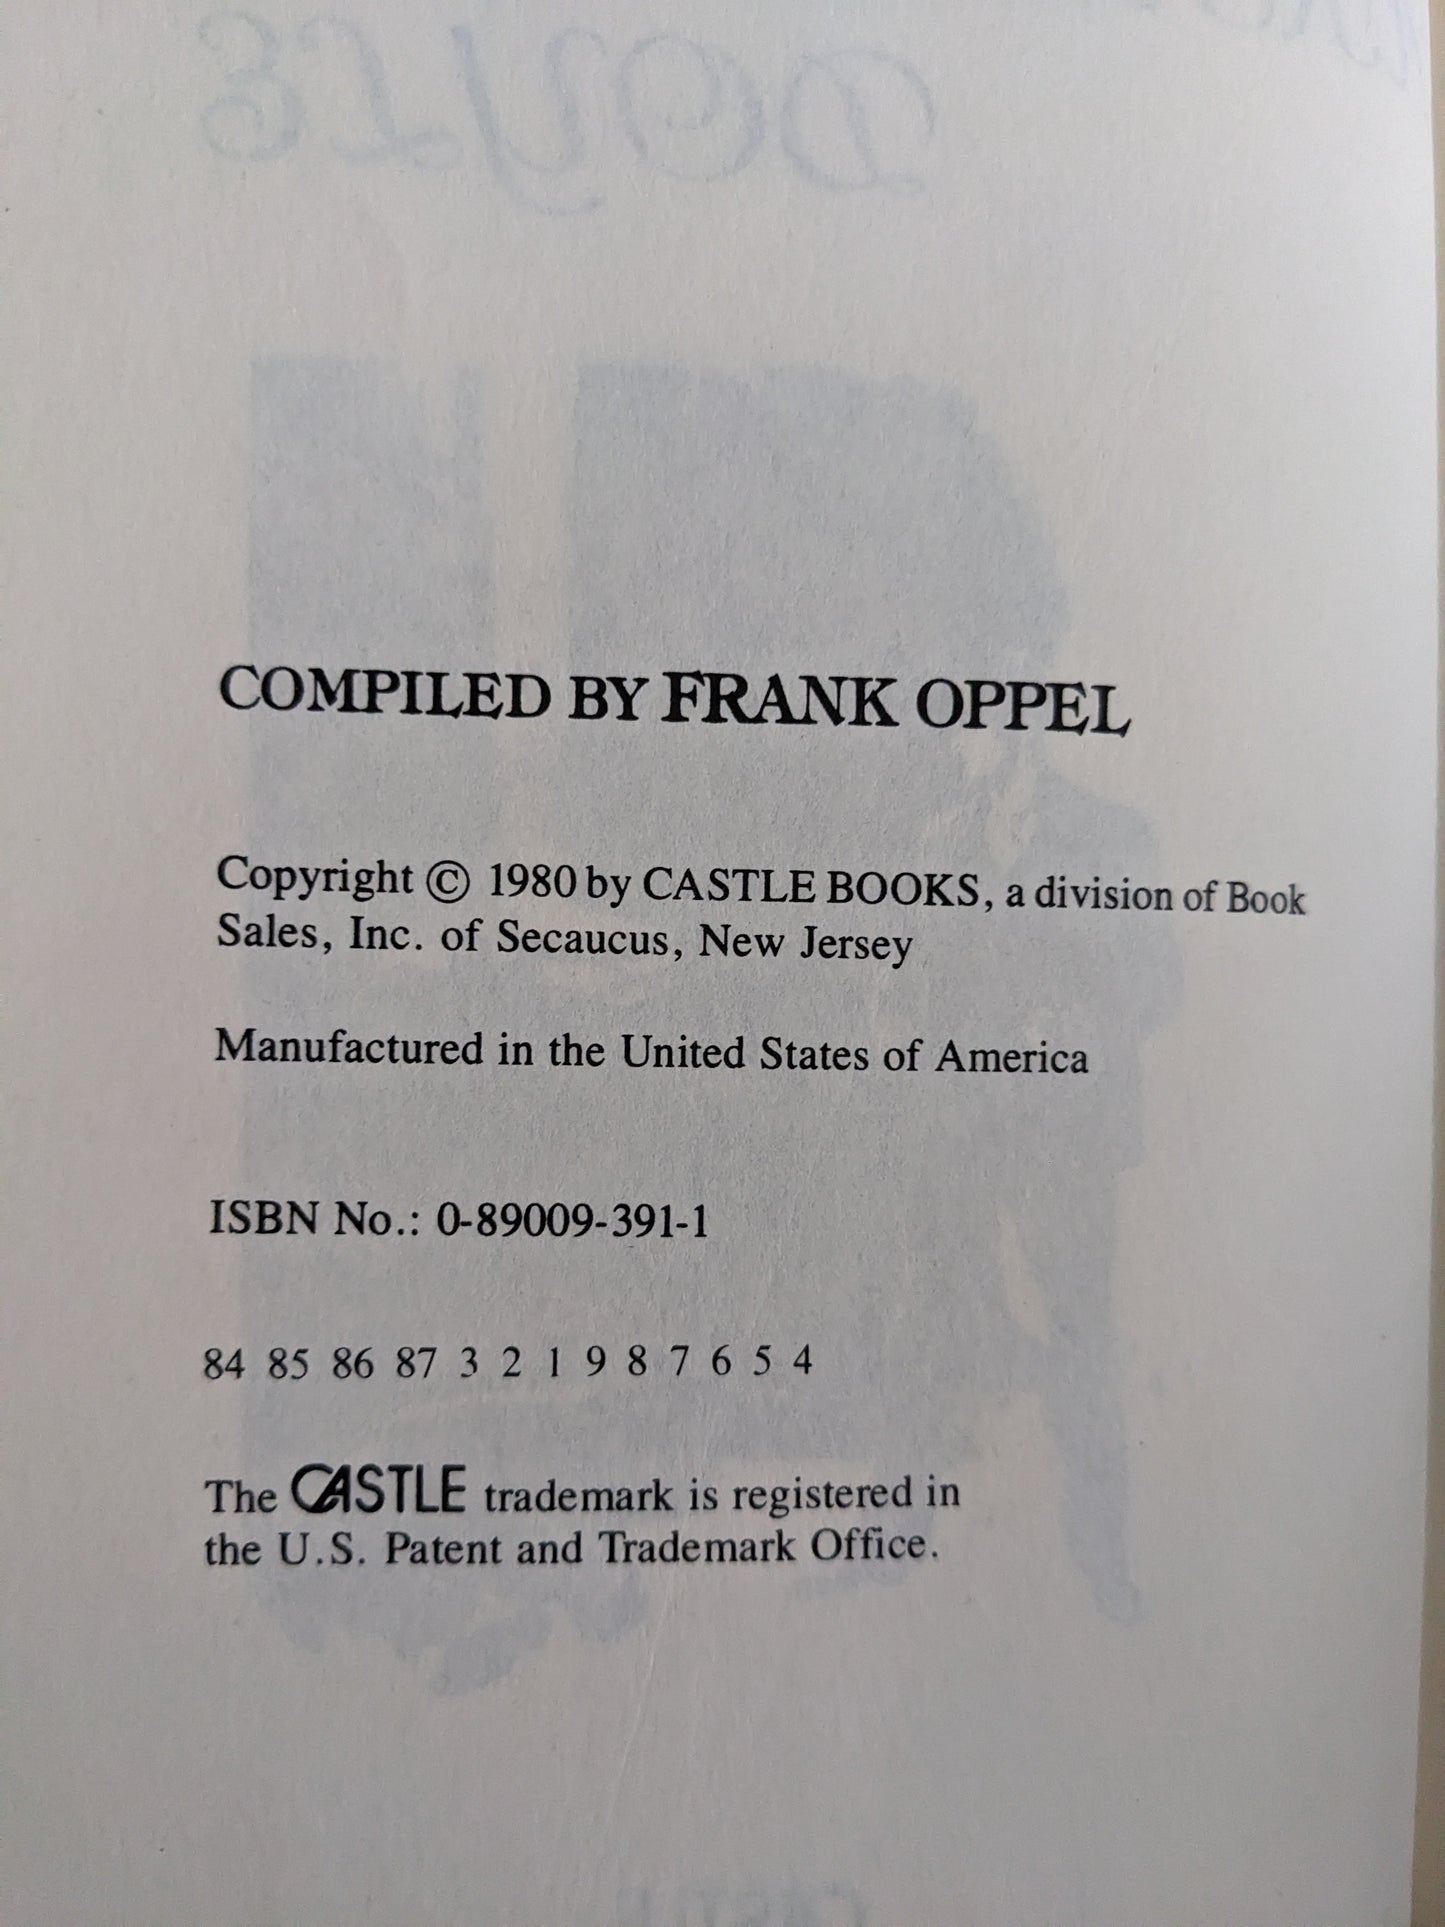 DOYLE
COMPILED BY FRANK OPPEL
Copyright © 1980 by CASTLE BOOKS, a division of Book
Sales, Inc. of Secaucus, New Jersey
Manufactured in the United States of America
ISBN No.: 0-89009-391-1
84 85 86 87 3 2 1 9 8 7 6 5 4
The CASTLE trademark is registered in
the U.S. Patent and Trademark Office.